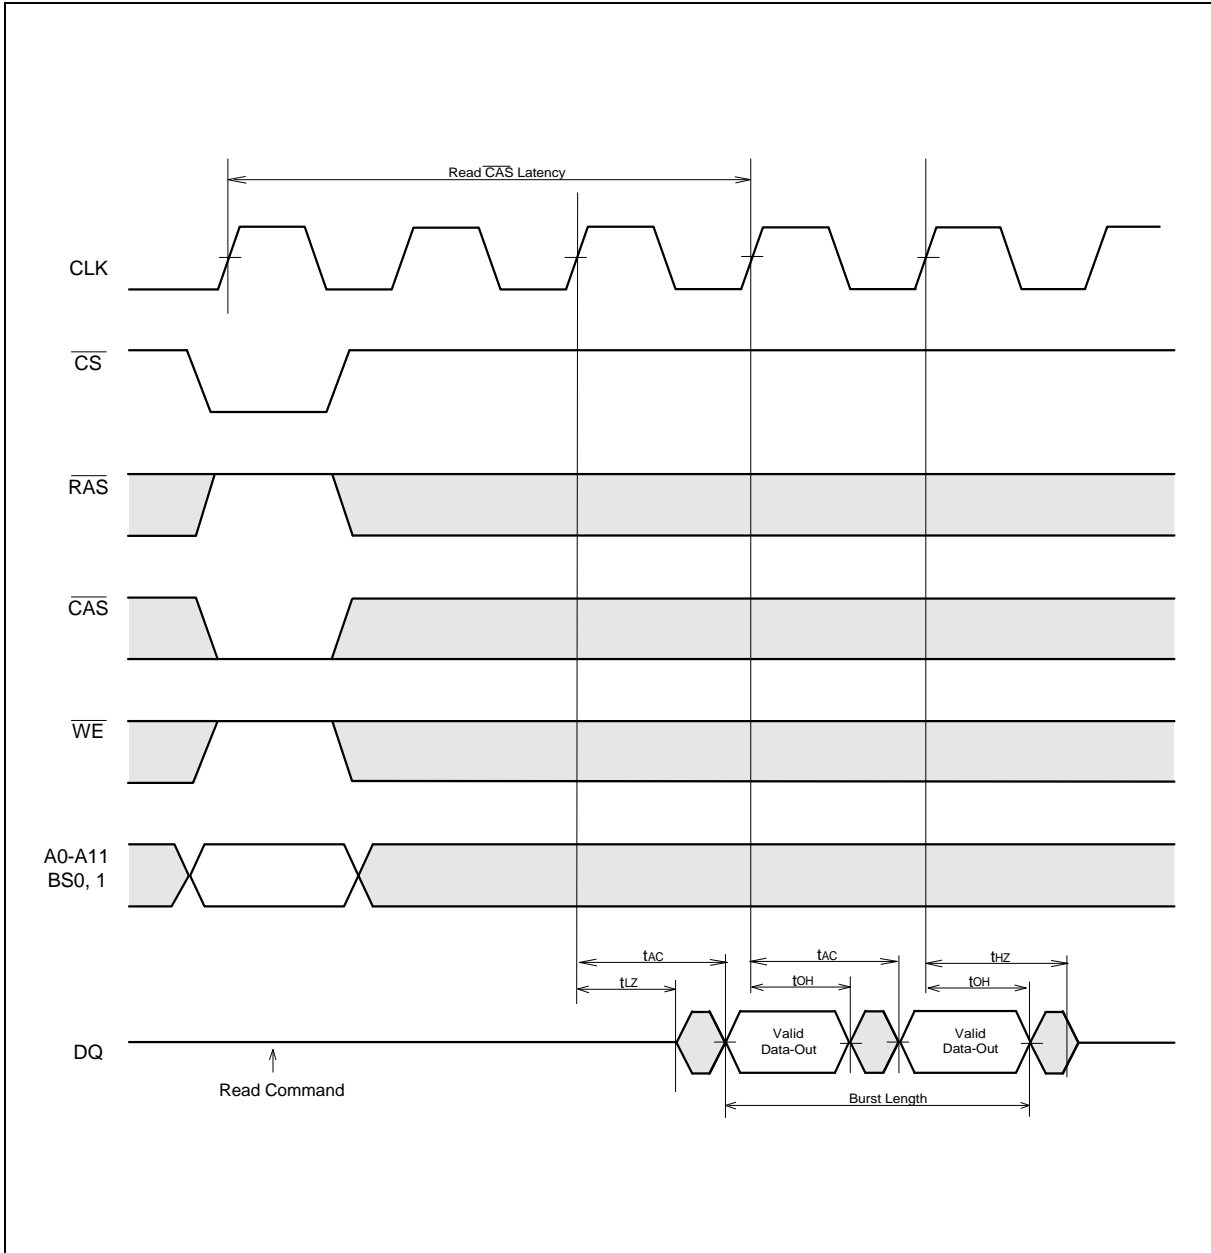 Read CAS Latency
CLK
CS
RAS
CAS
WE
A0-A11
BS0, 1
tAC
tAC
tHZ
tLZ
tOH
tOH
Valid
Data-Out
Valid
Data-Out
DQ
Read Command
Burst Length